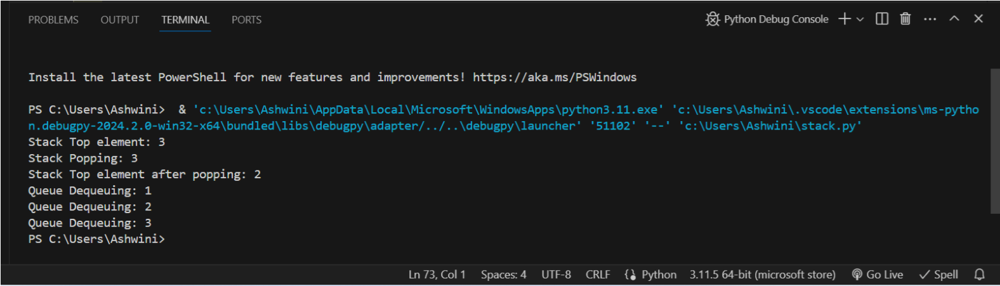 PROBLEMS OUTPUT TERMINAL PORTS Python Debug Console
Install the latest PowerShell for new features and improvements! https://aka.ms/PSWindows
PS C:\Users\Ashwini>  & 'c:\Users\Ashwini\AppData\Local\Microsoft\WindowsApps\python3.11.exe' 'c:\Users\Ashwini\.vscode\extensions\ms-pytho
n.debugpy-2024.2.0-win32-x64\bundled\libs\debugpy\adapter/../..\debugpy\launcher' '51102' '--' 'c:\Users\Ashwini\stack.py'
Stack Top element: 3
Stack Popping: 3
Stack Top element after popping: 2
Queue Dequeuing: 1
Queue Dequeuing: 2
Queue Dequeuing: 3
PS C:\Users\Ashwini>
Ln 73, Col 1 Spaces: 4 UTF-8 CRLF Python 3.11.5 64-bit (microsoft store) Go Live Spell